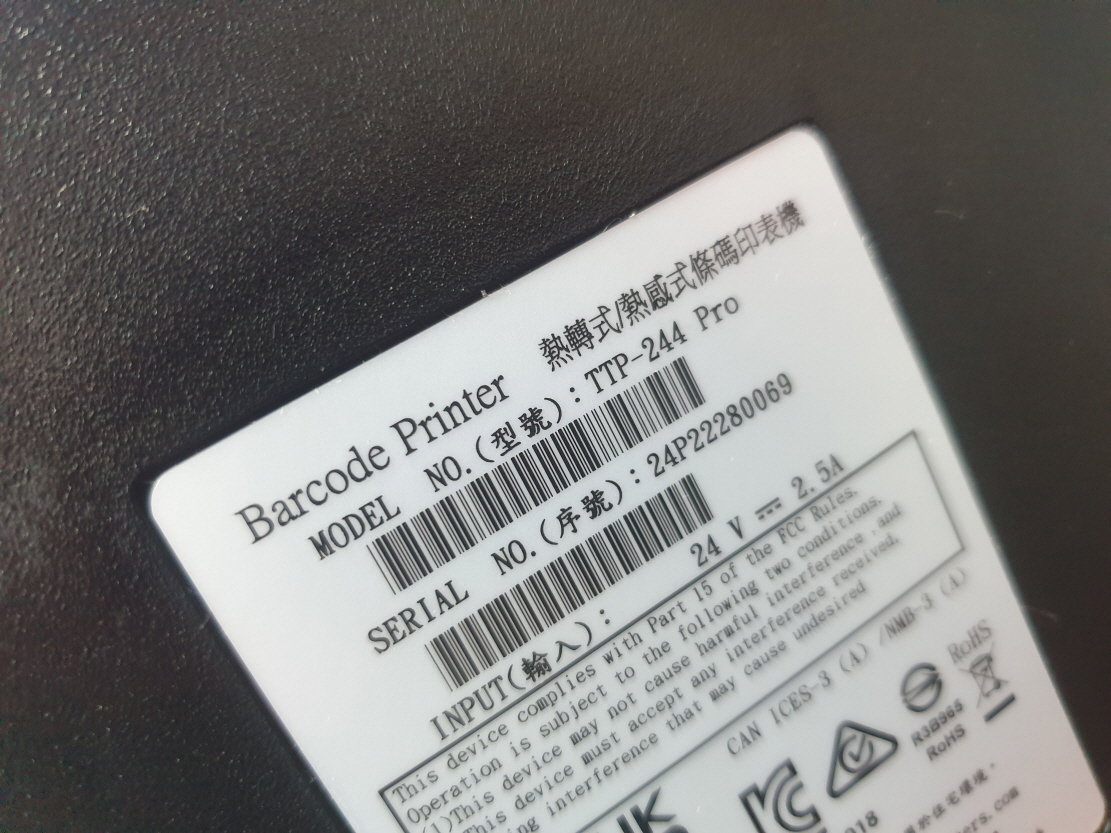 Barcode Printer 熱轉式/熱感式條碼印表機
MODEL NO.(型號):TTP-244 Pro
SERIAL NO.(序號):24P22280069
INPUT(輸入): 24 V 2.5A
This device complies with Part 15 of the FCC Rules.
Operation is subject to the following two conditions.
(1)This device may not cause harmful interference ,and
This device must accept any interference received,
ing interference that may cause undesired
CAN ICES-3 (A) /NMB-3 (A)
RoHS
R3B965
RoHS